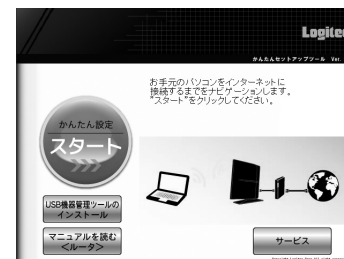 Logitec
かんたんセットアップツール Ver.
お手元のパソコンをインターネットに
接続するまでをナビゲーションします。
"スタート"をクリックしてください。
かんたん設定
スタート
USB機器管理ツールの
インストール
マニュアルを読む
<ルータ>
サービス